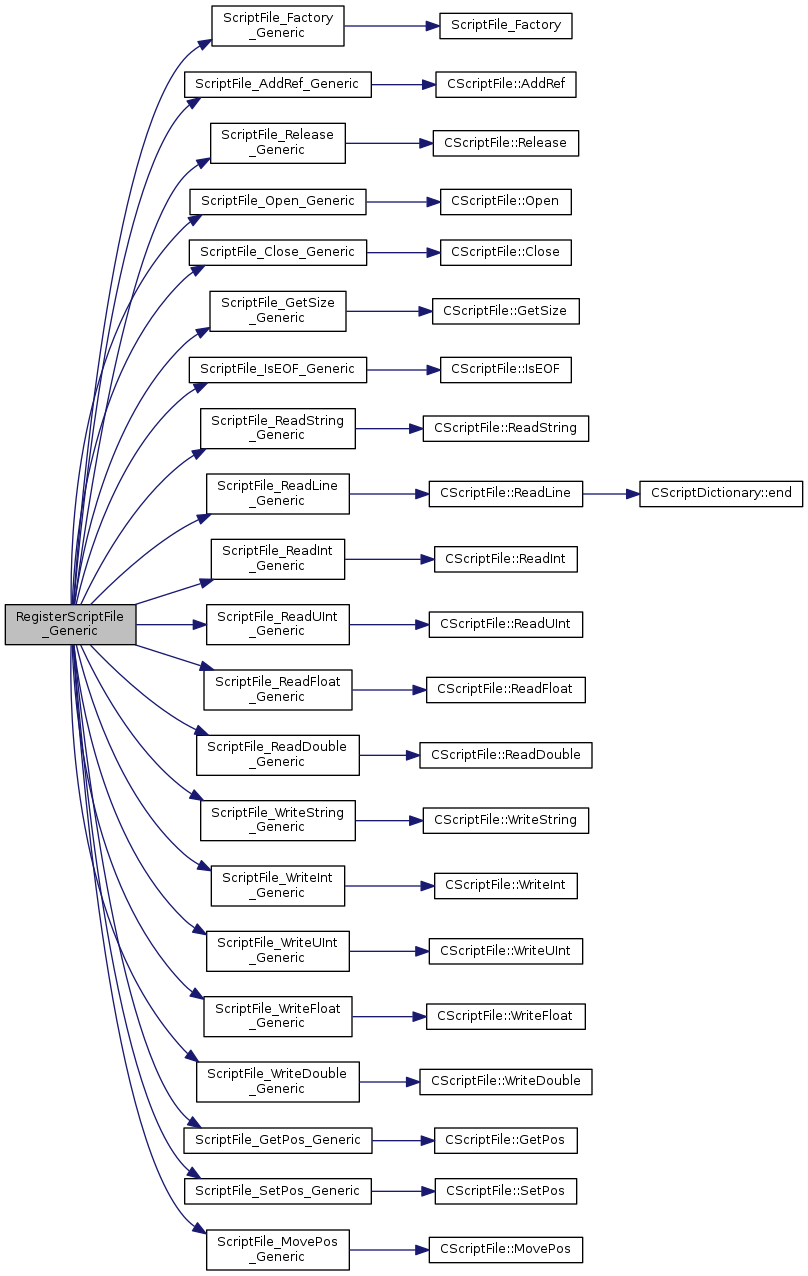 ScriptFile_Factory
_Generic
ScriptFile_Factory
ScriptFile_AddRef_Generic
CScriptFile::AddRef
ScriptFile_Release
_Generic
CScriptFile::Release
ScriptFile_Open_Generic
CScriptFile::Open
ScriptFile_Close_Generic
CScriptFile::Close
ScriptFile_GetSize
_Generic
CScriptFile::GetSize
ScriptFile_IsEOF_Generic
CScriptFile::IsEOF
ScriptFile_ReadString
_Generic
CScriptFile::ReadString
ScriptFile_ReadLine
_Generic
CScriptFile::ReadLine
CScriptDictionary::end
ScriptFile_ReadInt
_Generic
CScriptFile::ReadInt
RegisterScriptFile
_Generic
ScriptFile_ReadUInt
_Generic
CScriptFile::ReadUInt
ScriptFile_ReadFloat
_Generic
CScriptFile::ReadFloat
ScriptFile_ReadDouble
_Generic
CScriptFile::ReadDouble
ScriptFile_WriteString
_Generic
CScriptFile::WriteString
ScriptFile_WriteInt
_Generic
CScriptFile::WriteInt
ScriptFile_WriteUInt
_Generic
CScriptFile::WriteUInt
ScriptFile_WriteFloat
_Generic
CScriptFile::WriteFloat
ScriptFile_WriteDouble
_Generic
CScriptFile::WriteDouble
ScriptFile_GetPos_Generic
CScriptFile::GetPos
ScriptFile_SetPos_Generic
CScriptFile::SetPos
ScriptFile_MovePos
_Generic
CScriptFile::MovePos